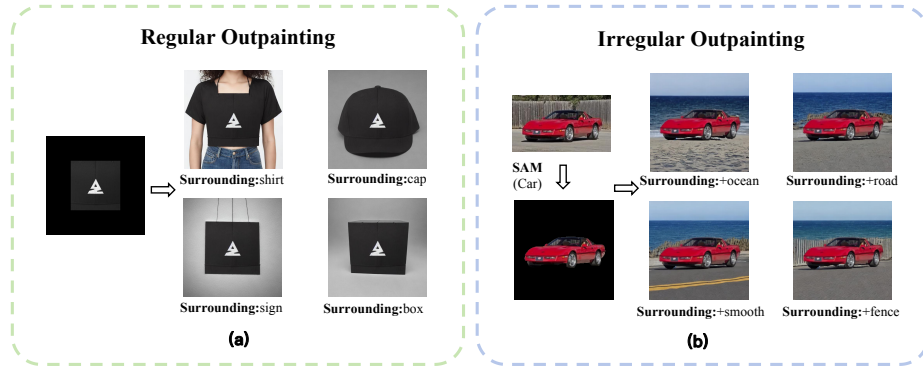 Regular Outpainting
Surrounding:shirt
Surrounding:cap
Surrounding:sign
Surrounding:box
(a)
Irregular Outpainting
SAM
(Car)
Surrounding:+ocean
Surrounding:+road
Surrounding:+smooth
Surrounding:+fence
(b)